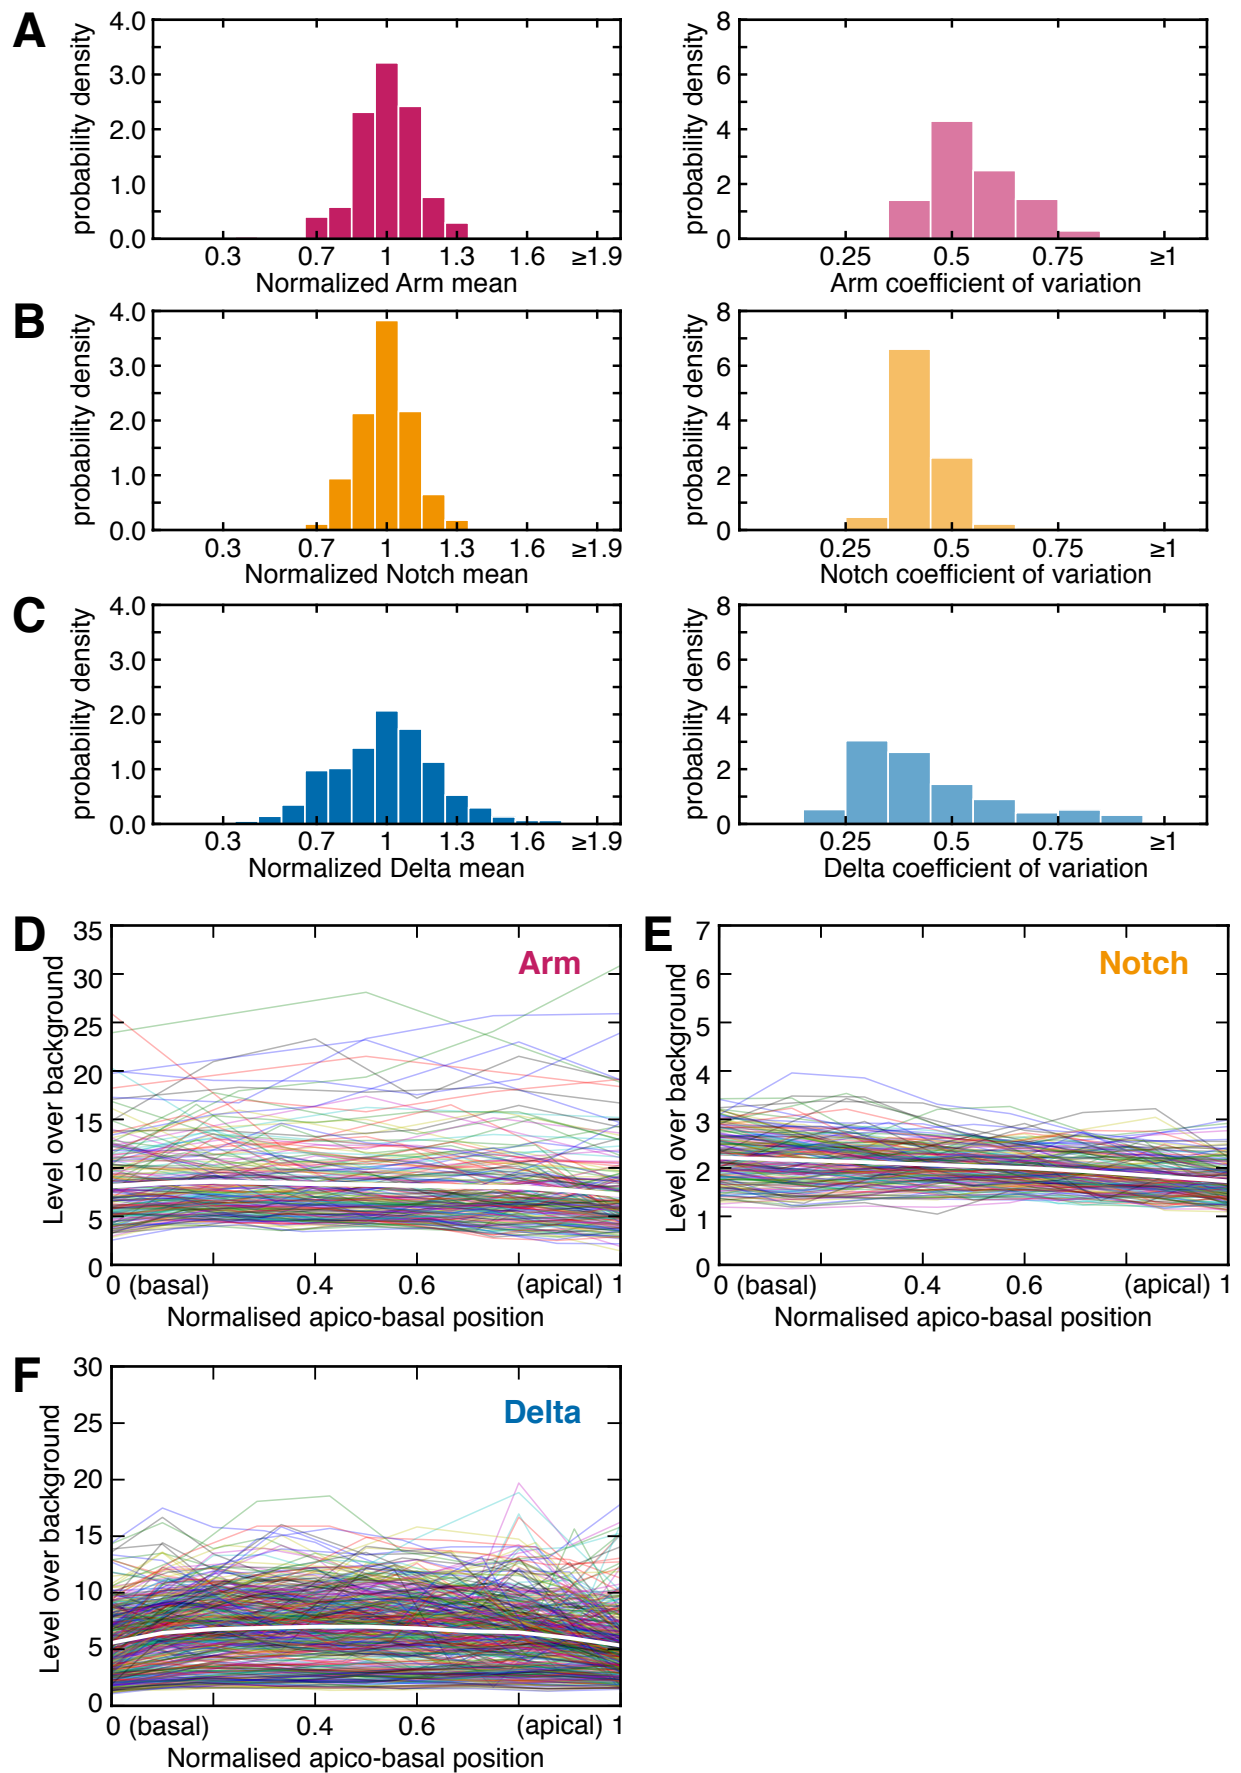 A
probability density
4.0
3.0
2.0
1.0
0.0
0.3 0.7 1 1.3 1.6 ≥1.9
Normalized Arm mean
probability density
8
6
4
2
0
0.25 0.5 0.75 ≥1
Arm coefficient of variation
B
probability density
4.0
3.0
2.0
1.0
0.0
0.3 0.7 1 1.3 1.6 ≥1.9
Normalized Notch mean
probability density
8
6
4
2
0
0.25 0.5 0.75 ≥1
Notch coefficient of variation
C
probability density
4.0
3.0
2.0
1.0
0.0
0.3 0.7 1 1.3 1.6 ≥1.9
Normalized Delta mean
probability density
8
6
4
2
0
0.25 0.5 0.75 ≥1
Delta coefficient of variation
D
Level over background
35
30
25
20
15
10
5
0
Arm
0 (basal) 0.4 0.6 (apical) 1
Normalised apico-basal position
E
Level over background
7
6
5
4
3
2
1
0
Notch
0 (basal) 0.4 0.6 (apical) 1
Normalised apico-basal position
F
Level over background
30
25
20
15
10
5
0
Delta
0 (basal) 0.4 0.6 (apical) 1
Normalised apico-basal position